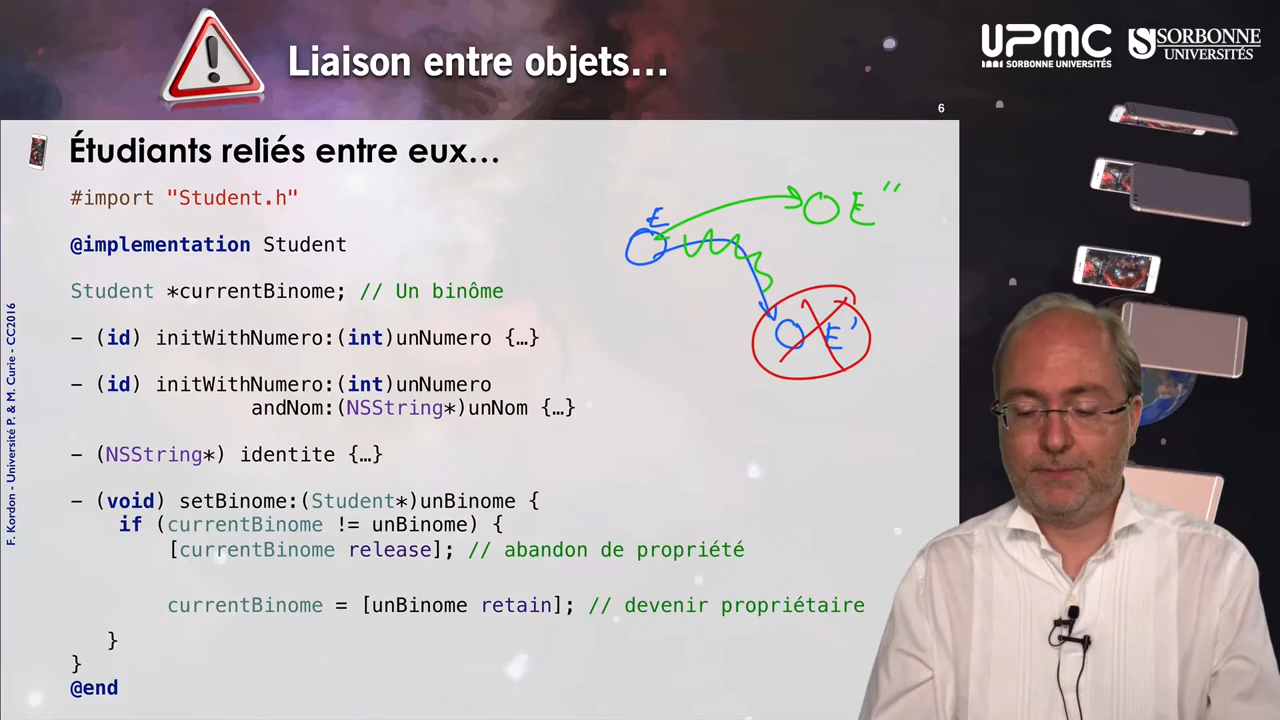 Liaison entre objets...
UPMC
SORBONNE UNIVERSITÉS
SORBONNE
UNIVERSITÉS
6
Étudiants reliés entre eux...
#import "Student.h"
@implementation Student
Student *currentBinome; // Un binôme
- (id) initWithNumero:(int)unNumero {…}
- (id) initWithNumero:(int)unNumero
andNom:(NSString*)unNom {…}
- (NSString*) identite {…}
- (void) setBinome:(Student*)unBinome {
if (currentBinome != unBinome) {
[currentBinome release]; // abandon de propriété
currentBinome = [unBinome retain]; // devenir propriétaire
}
}
@end
E
E''
E'
F. Kordon - Université P. & M. Curie - CC2016